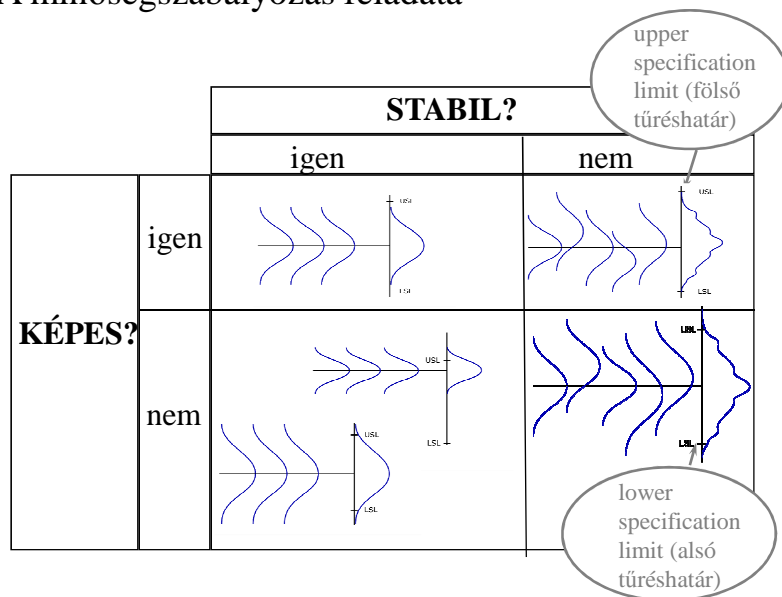 A minőségszabályozás feladata
upper
specification
limit (fölső
tűréshatár)
STABIL?
igen
nem
KÉPES?
igen
USL
LSL
USL
LSL
nem
USL
LSL
USL
LSL
USL
LSL
lower
specification
limit (alsó
tűréshatár)